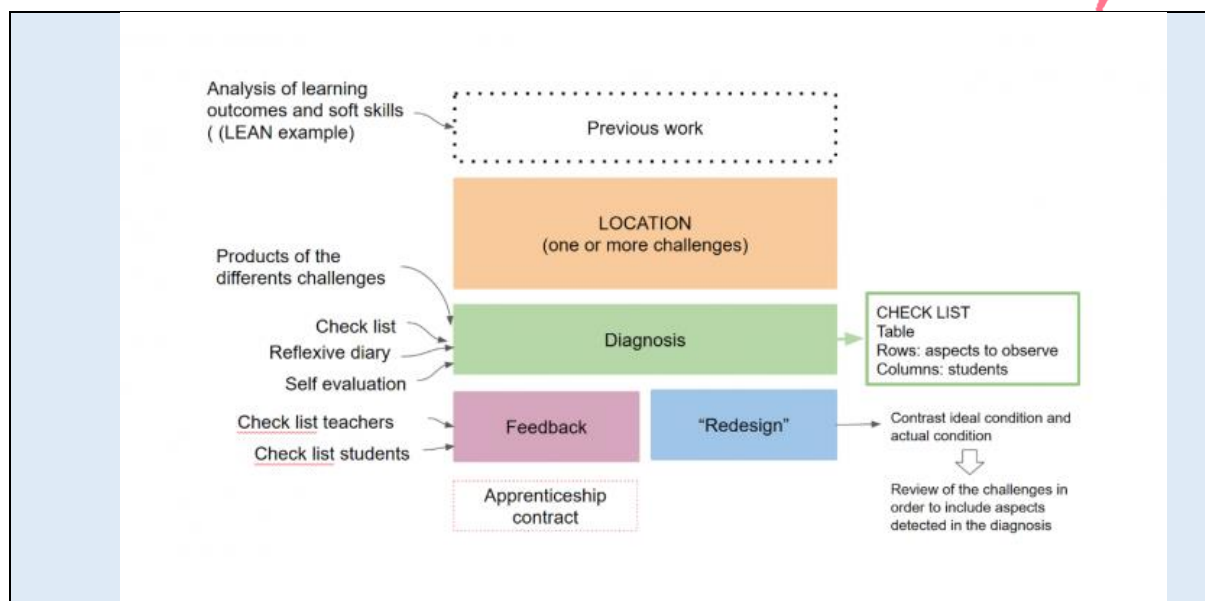 Analysis of learning
outcomes and soft skills
( (LEAN example)
Previous work
LOCATION
(one or more challenges)
Products of the
differents challenges
Check list
Reflexive diary
Self evaluation
Diagnosis
CHECK LIST
Table
Rows: aspects to observe
Columns: students
Check list teachers
Check list students
Feedback
“Redesign”
Contrast ideal condition and
actual condition
Review of the challenges in
order to include aspects
detected in the diagnosis
Apprenticeship
contract